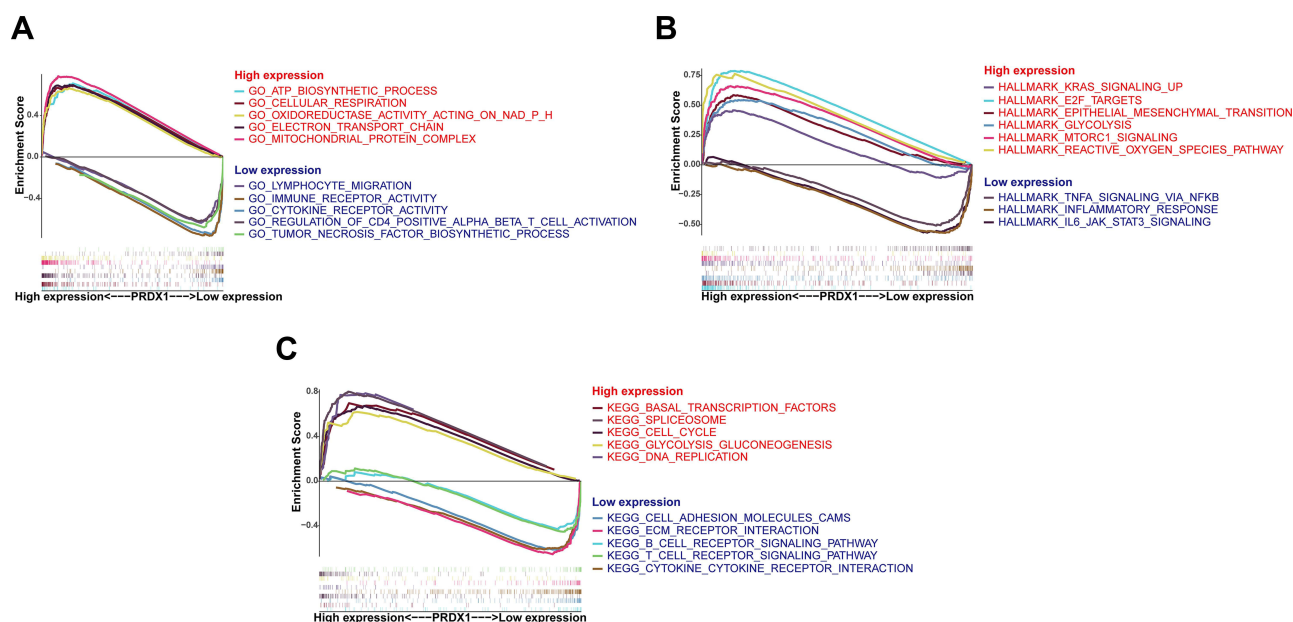 A
Enrichment Score
0.4
0.0
−0.4
High expression
GO_ATP_BIOSYNTHETIC_PROCESS
GO_CELLULAR_RESPIRATION
GO_OXIDOREDUCTASE_ACTIVITY_ACTING_ON_NAD_P_H
GO_ELECTRON_TRANSPORT_CHAIN
GO_MITOCHONDRIAL_PROTEIN_COMPLEX
Low expression
GO_LYMPHOCYTE_MIGRATION
GO_IMMUNE_RECEPTOR_ACTIVITY
GO_CYTOKINE_RECEPTOR_ACTIVITY
GO_REGULATION_OF_CD4_POSITIVE_ALPHA_BETA_T_CELL_ACTIVATION
GO_TUMOR_NECROSIS_FACTOR_BIOSYNTHETIC_PROCESS
High expression<----PRDX1---->Low expression
B
Enrichment Score
0.75
0.50
0.25
0.00
−0.25
−0.50
High expression
HALLMARK_KRAS_SIGNALING_UP
HALLMARK_E2F_TARGETS
HALLMARK_EPITHELIAL_MESENCHYMAL_TRANSITION
HALLMARK_GLYCOLYSIS
HALLMARK_MTORC1_SIGNALING
HALLMARK_REACTIVE_OXYGEN_SPECIES_PATHWAY
Low expression
HALLMARK_TNFA_SIGNALING_VIA_NFKB
HALLMARK_INFLAMMATORY_RESPONSE
HALLMARK_IL6_JAK_STAT3_SIGNALING
High expression<----PRDX1---->Low expression
C
Enrichment Score
0.8
0.4
0.0
−0.4
High expression
KEGG_BASAL_TRANSCRIPTION_FACTORS
KEGG_SPLICEOSOME
KEGG_CELL_CYCLE
KEGG_GLYCOLYSIS_GLUCONEOGENESIS
KEGG_DNA_REPLICATION
Low expression
KEGG_CELL_ADHESION_MOLECULES_CAMS
KEGG_ECM_RECEPTOR_INTERACTION
KEGG_B_CELL_RECEPTOR_SIGNALING_PATHWAY
KEGG_T_CELL_RECEPTOR_SIGNALING_PATHWAY
KEGG_CYTOKINE_CYTOKINE_RECEPTOR_INTERACTION
High expression<----PRDX1---->Low expression